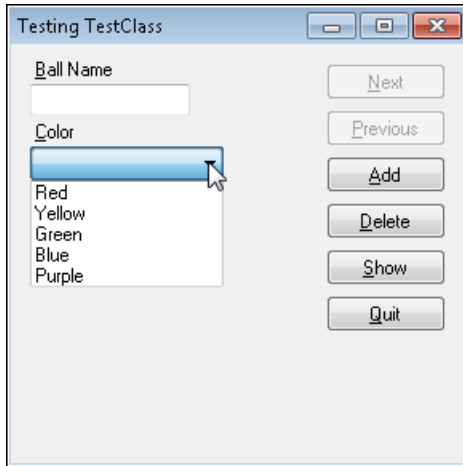 Testing TestClass
Ball Name
Color
Red
Yellow
Green
Blue
Purple
Next
Previous
Add
Delete
Show
Quit